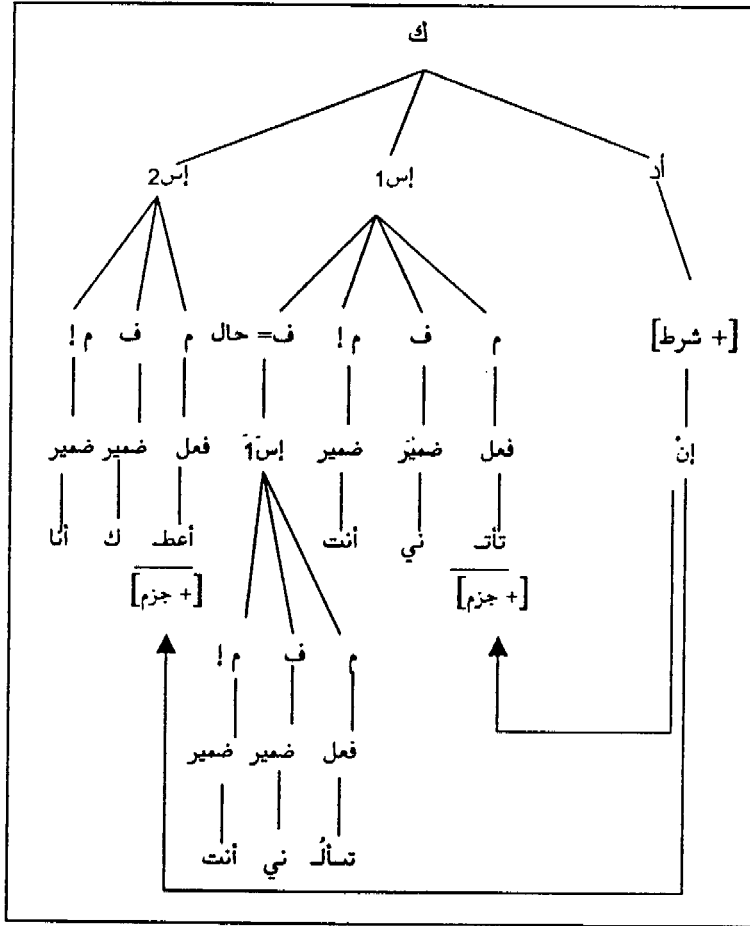 ك
أد إس1 إس2
[+ شرط] م ف م! ف= حال م ف م!
إنْ فعل ضمير ضمير إس1َ فعل ضمير ضمير
تأتـ ني أنت أعطـ ك أنا
[+ جزم] [+ جزم]
م ف م!
فعل ضمير ضمير
تسألُـ ني أنت